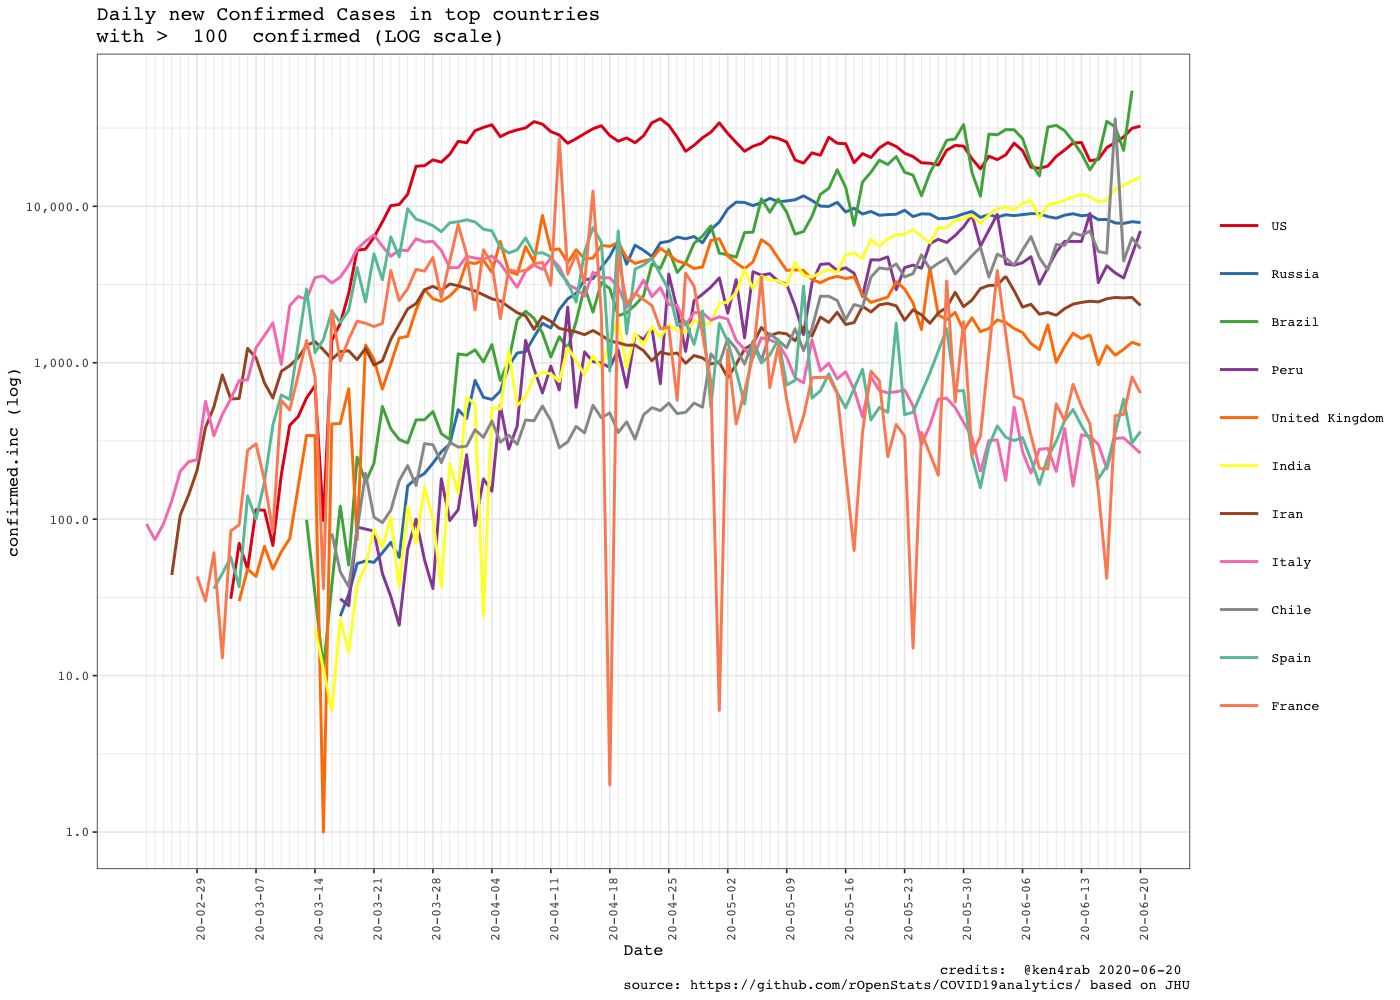 Daily new Confirmed Cases in top countries
with >  100  confirmed (LOG scale)
confirmed.inc (log)
10,000.0
1,000.0
100.0
10.0
1.0
20-02-29
20-03-07
20-03-14
20-03-21
20-03-28
20-04-04
20-04-11
20-04-18
20-04-25
20-05-02
20-05-09
20-05-16
20-05-23
20-05-30
20-06-06
20-06-13
20-06-20
Date
US
Russia
Brazil
Peru
United Kingdom
India
Iran
Italy
Chile
Spain
France
credits:  @ken4rab 2020-06-20
source: https://github.com/rOpenStats/COVID19analytics/ based on JHU